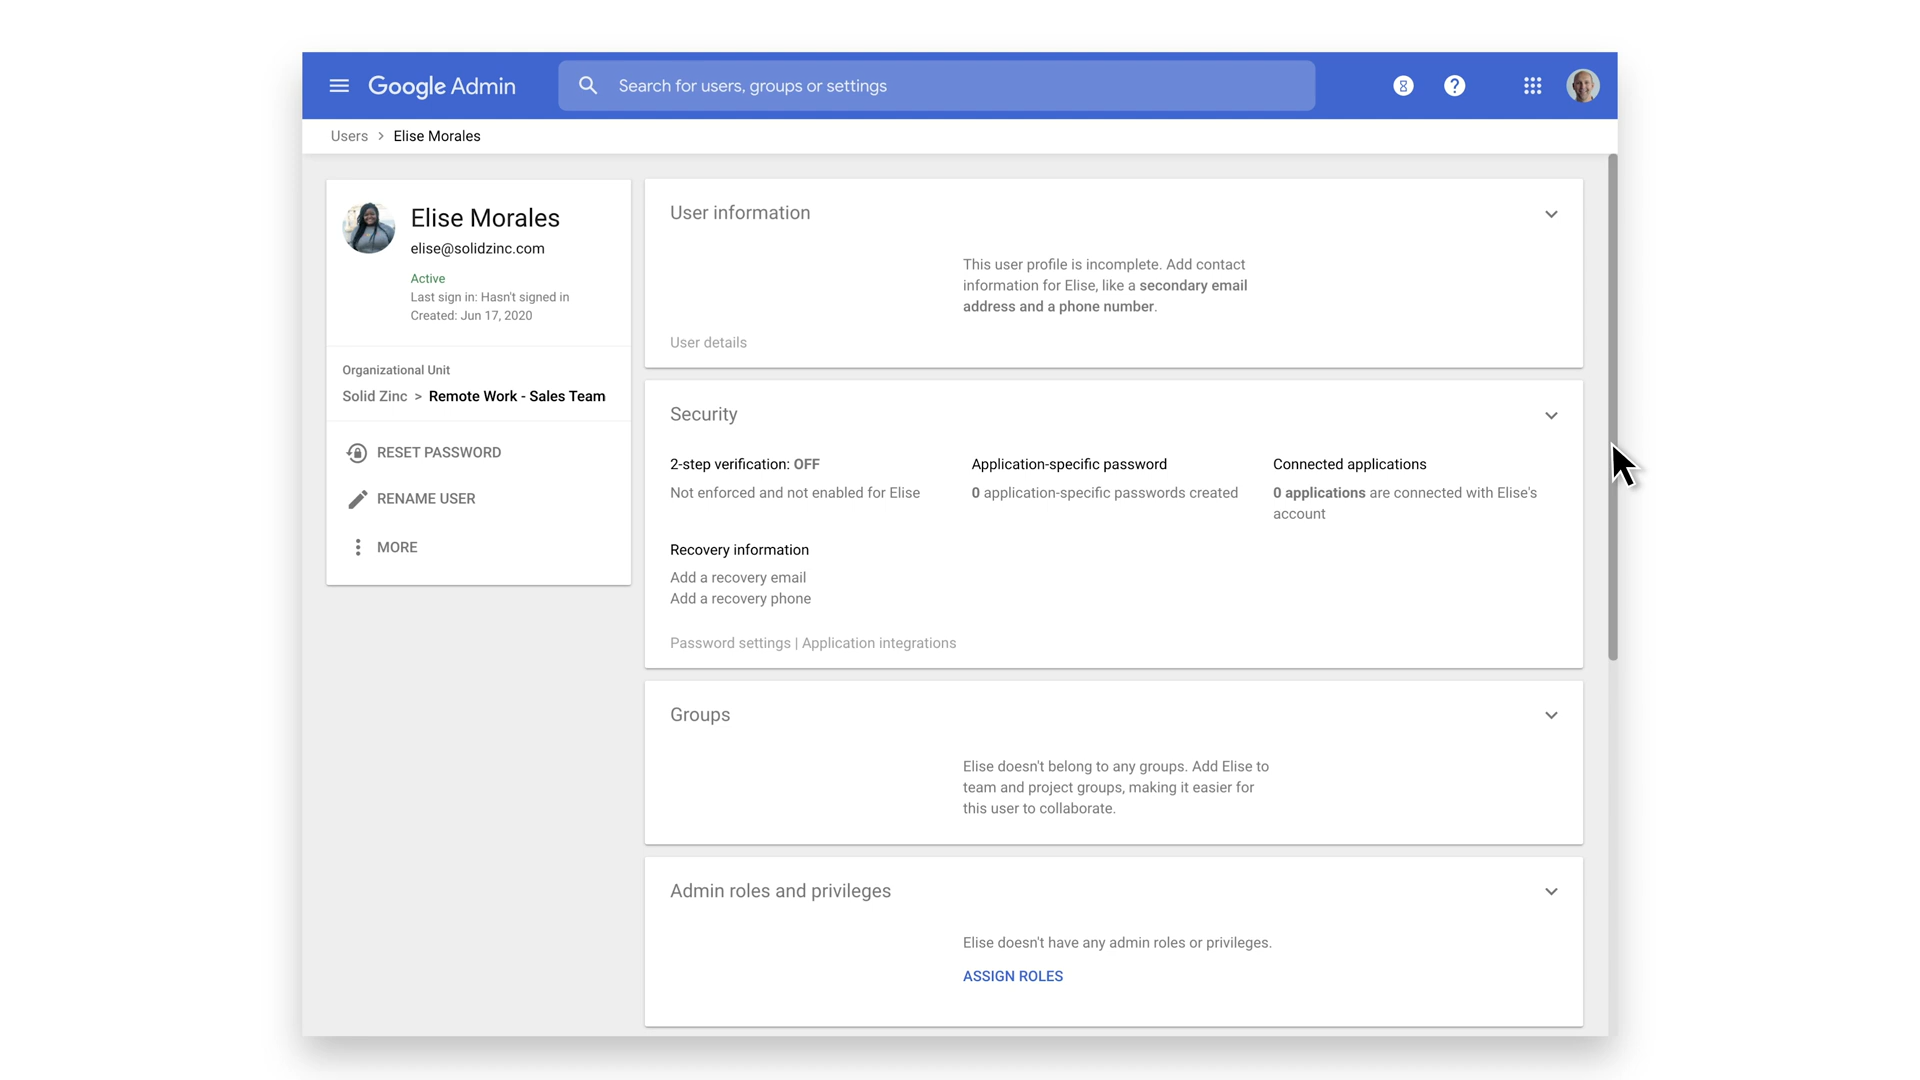 Google Admin
Search for users, groups or settings
?
Users > Elise Morales
Elise Morales
elise@solidzinc.com
Active
Last sign in: Hasn't signed in
Created: Jun 17, 2020
Organizational Unit
Solid Zinc > Remote Work - Sales Team
RESET PASSWORD
RENAME USER
MORE
User information
This user profile is incomplete. Add contact
information for Elise, like a secondary email
address and a phone number.
User details
Security
2-step verification: OFF
Not enforced and not enabled for Elise
Application-specific password
0 application-specific passwords created
Connected applications
0 applications are connected with Elise's
account
Recovery information
Add a recovery email
Add a recovery phone
Password settings | Application integrations
Groups
Elise doesn't belong to any groups. Add Elise to
team and project groups, making it easier for
this user to collaborate.
Admin roles and privileges
Elise doesn't have any admin roles or privileges.
ASSIGN ROLES